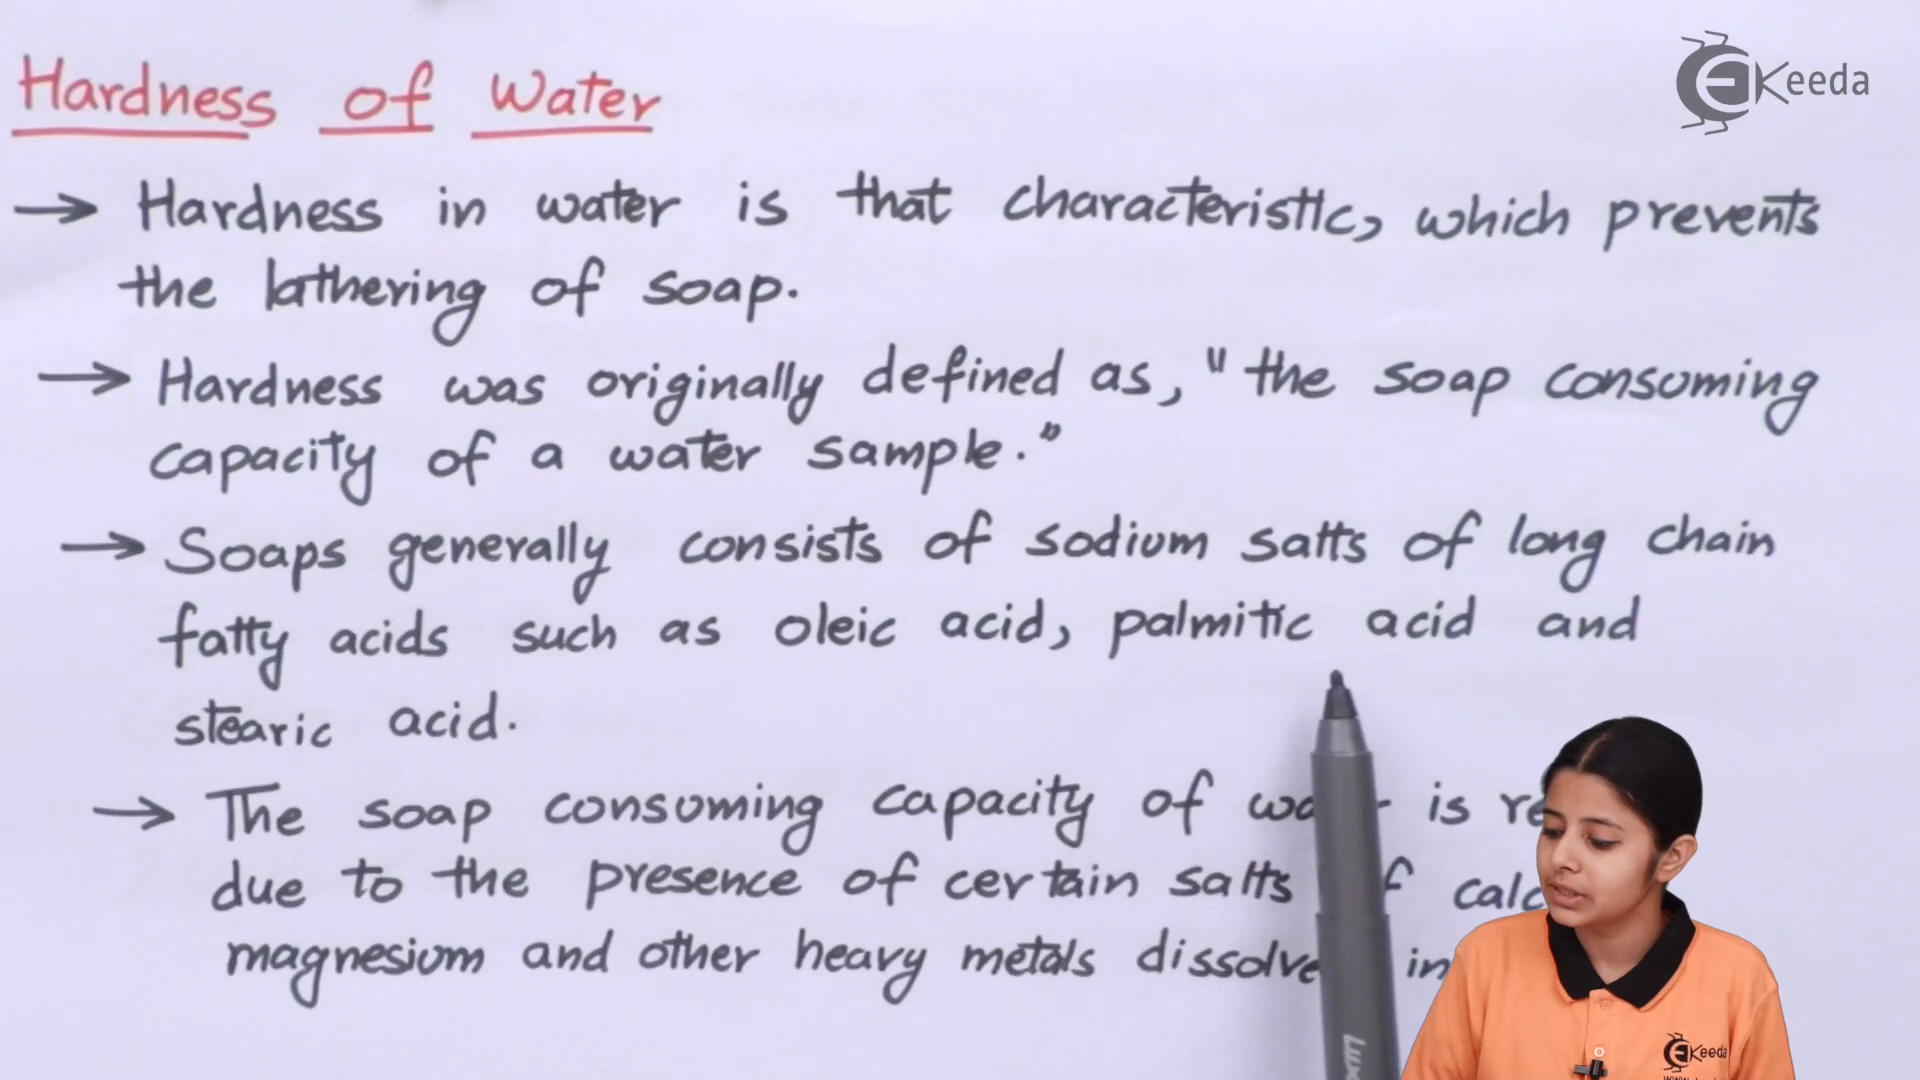 Hardness of Water
EKeeda
→ Hardness in water is that characteristic, which prevents
the lathering of soap.
→ Hardness was originally defined as, "the soap consuming
capacity of a water sample."
→ Soaps generally consists of sodium salts of long chain
fatty acids such as oleic acid, palmitic acid and
stearic acid.
→ The soap consuming capacity of is
due to the presence of certain salts
magnesium and other heavy metals in
EKeeda